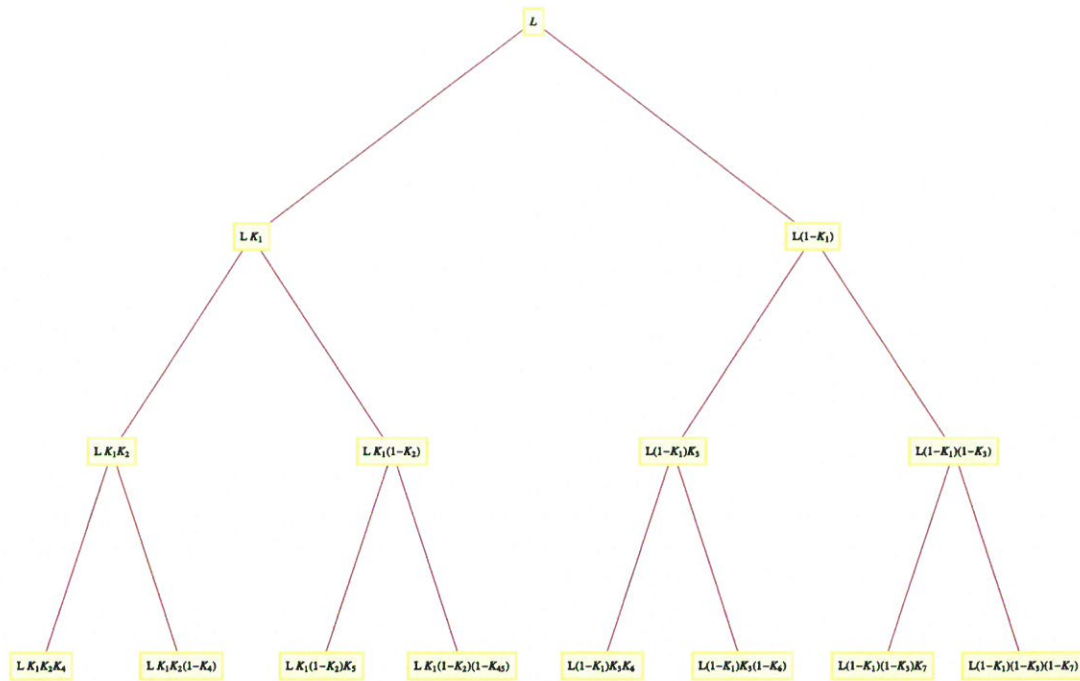 L
L K₁
L(1−K₁)
L K₁K₂
L K₁(1−K₂)
L(1−K₁)K₃
L(1−K₁)(1−K₃)
L K₁K₂K₄
L K₁K₂(1−K₄)
L K₁(1−K₂)K₅
L K₁(1−K₂)(1−K₄₅)
L(1−K₁)K₃K₆
L(1−K₁)K₃(1−K₆)
L(1−K₁)(1−K₃)K₇
L(1−K₁)(1−K₃)(1−K₇)